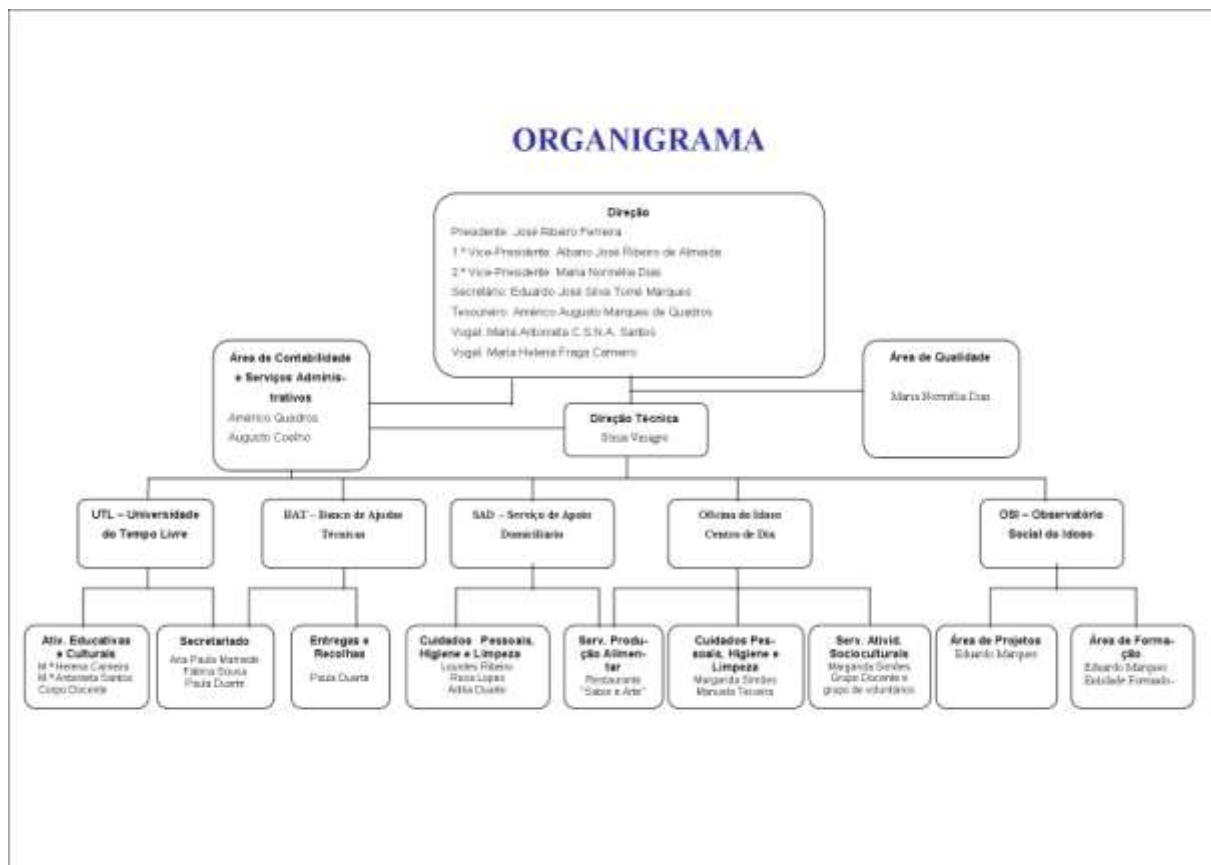 ORGANIGRAMA
Direção
Presidente: José Ribeiro Ferreira
1.º Vice-Presidente: Albano José Ribeiro de Almeida
2.º Vice-Presidente: Maria Normélia Dias
Secretário: Eduardo José Silva Tomé Marques
Tesoureiro: Américo Augusto Marques de Quadros
Vogal: Maria Antonieta C.S.N.A. Santos
Vogal: Maria Helena Fraga Carneiro
Área de Contabilidade
e Serviços Adminis-
trativos
Américo Quadros
Augusto Coelho
Área de Qualidade
Maria Normélia Dias
Direção Técnica
Sónia Vinagre
UTL – Universidade
do Tempo Livre
BAT – Banco de Ajudas
Técnicas
SAD – Serviço de Apoio
Domiciliário
Oficina do Idoso
Centro de Dia
OSI – Observatório
Social do Idoso
Ativ. Educativas
e Culturais
M.ª Helena Carneiro
M.ª Antonieta Santos
Corpo Docente
Secretariado
Ana Paula Mamede
Fátima Sousa
Paula Duarte
Entregas e
Recolhas
Paula Duarte
Cuidados Pessoais,
Higiene e Limpeza
Lourdes Ribeiro
Rosa Lopes
Adília Duarte
Serv. Produ-
ção Alimen-
tar
Restaurante
"Sabor e Arte"
Cuidados Pes-
soais, Higiene e
Limpeza
Margarida Simões
Manuela Teixeira
Serv. Ativid.
Socioculturais
Margarida Simões
Grupo Docente e
grupo de voluntários
Área de Projetos
Eduardo Marques
Área de Forma-
ção
Eduardo Marques
Entidade Formado-